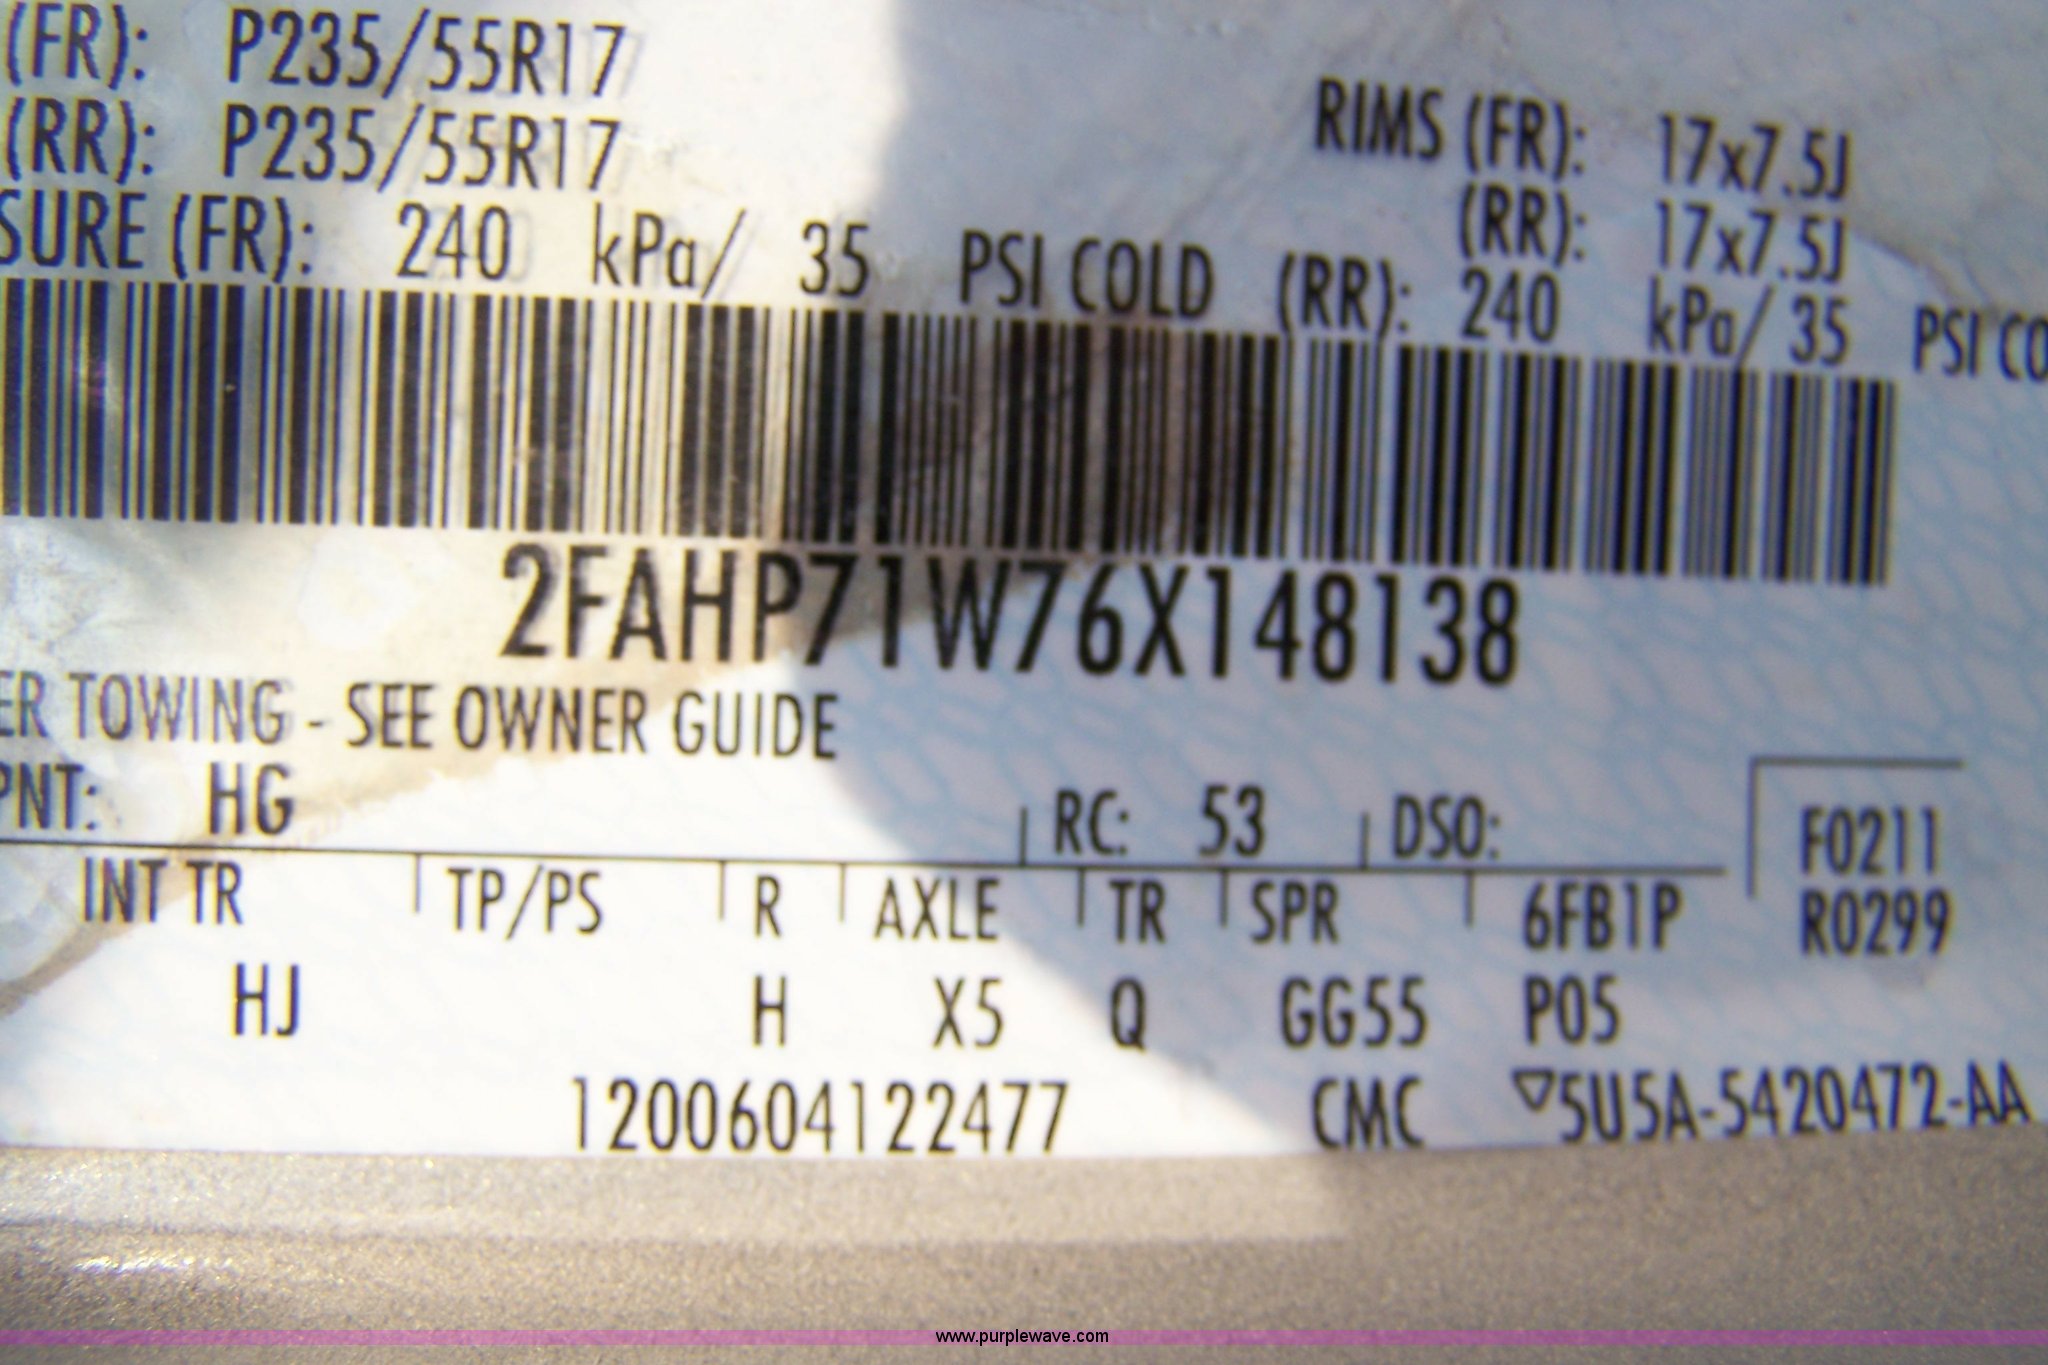 (FR): P235/55R17
(RR): P235/55R17
RIMS (FR): 17x7.5J
(RR): 17x7.5J
SURE (FR): 240 kPa/ 35 PSI COLD (RR): 240 kPa/ 35 PSI CO
2FAHP71W76X148138
ER TOWING - SEE OWNER GUIDE
PNT: HG
RC: 53 DSO:
F0211
INT TR TP/PS R AXLE TR SPR 6FB1P R0299
HJ H X5 Q GG55 P05
1200604122477 CMC ▽5U5A-5420472-AA
www.purplewave.com